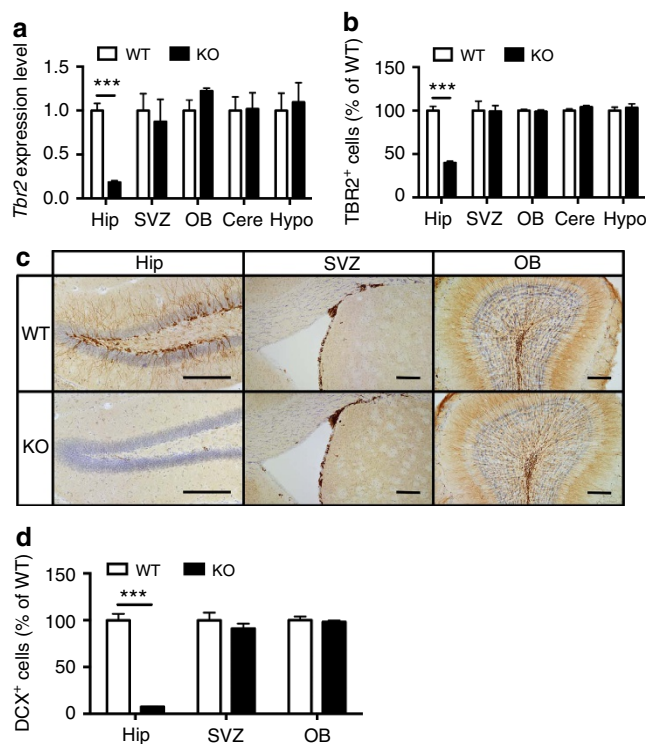 a
WT KO
Tbr2 expression level
1.5
1.0
0.5
0.0
***
Hip SVZ OB Cere Hypo
b
WT KO
TBR2+ cells (% of WT)
150
100
50
0
***
Hip SVZ OB Cere Hypo
c
Hip SVZ OB
WT
KO
d
WT KO
DCX+ cells (% of WT)
150
100
50
0
***
Hip SVZ OB